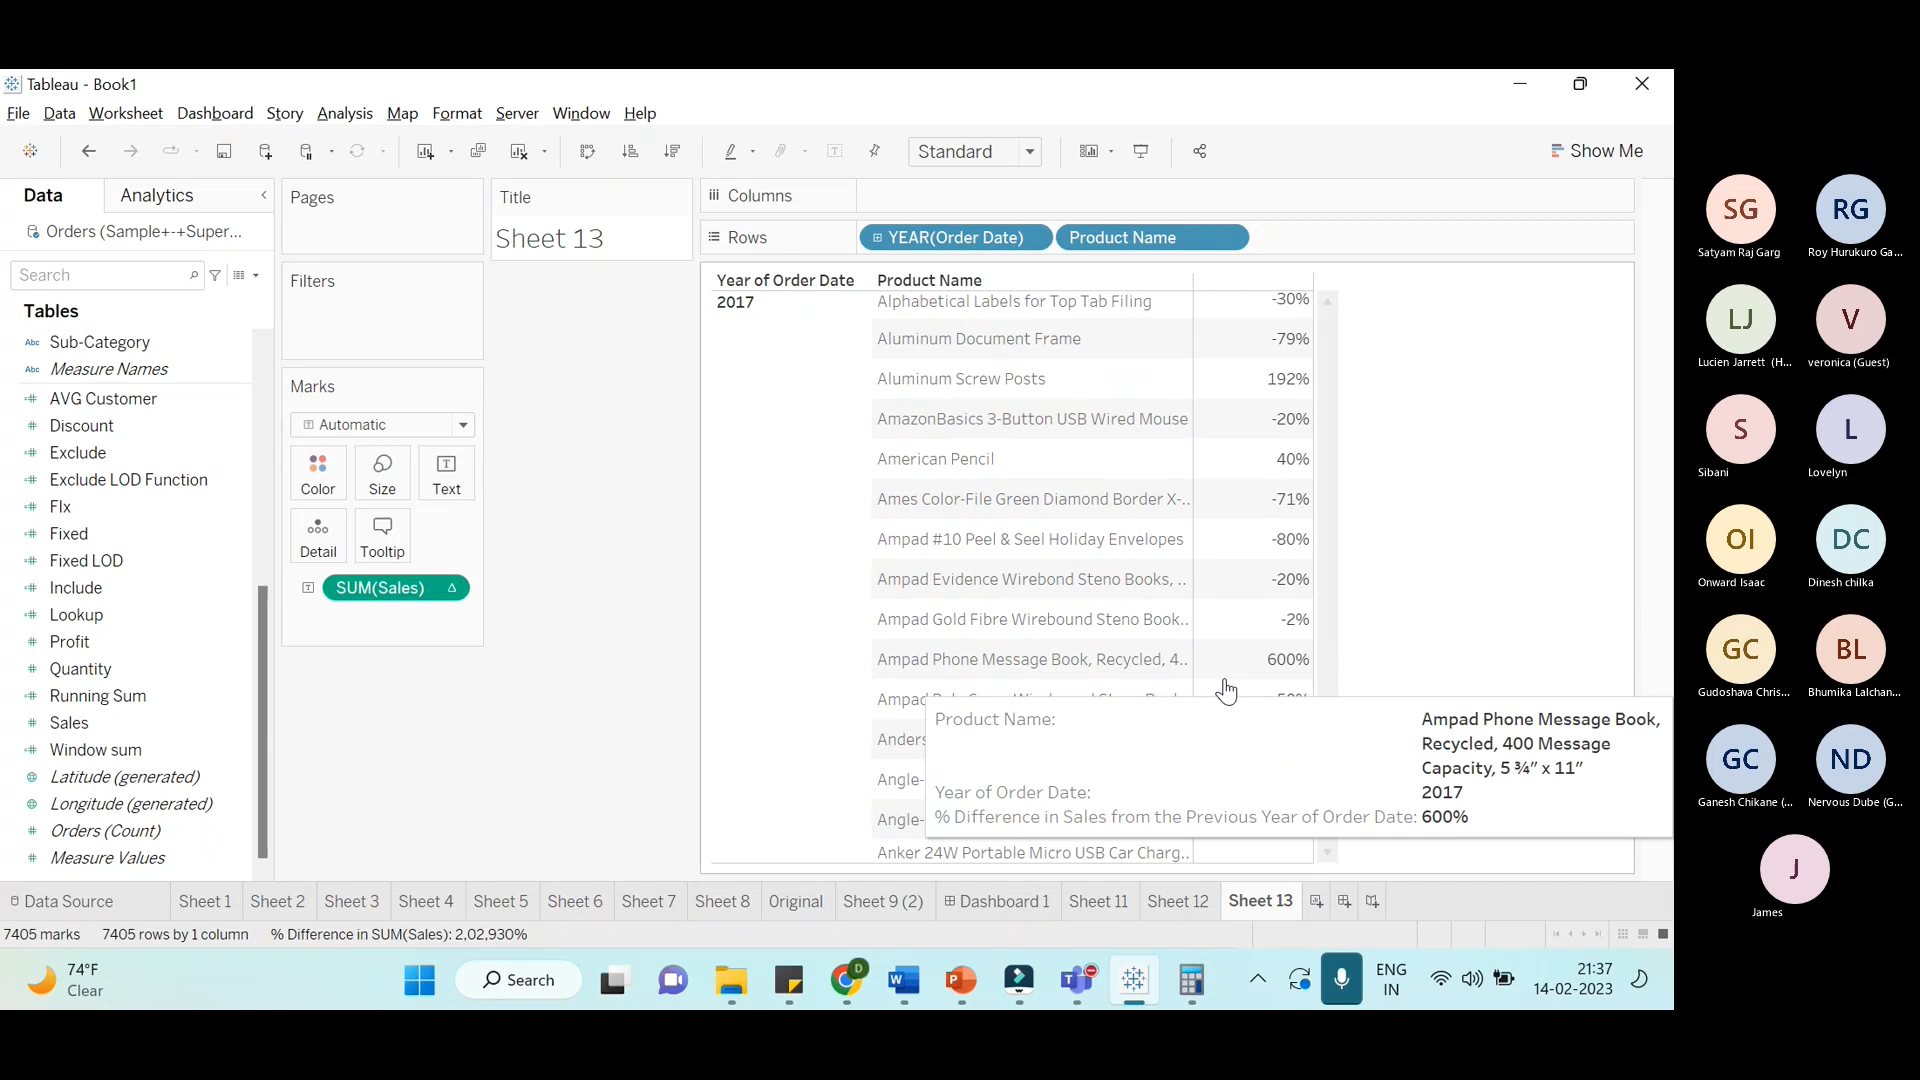 Tableau - Book1
File Data Worksheet Dashboard Story Analysis Map Format Server Window Help
Standard
Show Me
Data Analytics
Orders (Sample+-+Super...
Search
Tables
Abc Sub-Category
Abc Measure Names
AVG Customer
Discount
Exclude
Exclude LOD Function
FIx
Fixed
Fixed LOD
Include
Lookup
Profit
Quantity
Running Sum
Sales
Window sum
Latitude (generated)
Longitude (generated)
Orders (Count)
Measure Values
Pages
Filters
Marks
Automatic
Color Size Text
Detail Tooltip
SUM(Sales)
Title
Sheet 13
Columns
Rows YEAR(Order Date) Product Name
Year of Order Date Product Name
2017 Alphabetical Labels for Top Tab Filing -30%
Aluminum Document Frame -79%
Aluminum Screw Posts 192%
AmazonBasics 3-Button USB Wired Mouse -20%
American Pencil 40%
Ames Color-File Green Diamond Border X-.. -71%
Ampad #10 Peel & Seel Holiday Envelopes -80%
Ampad Evidence Wirebond Steno Books, .. -20%
Ampad Gold Fibre Wirebound Steno Book.. -2%
Ampad Phone Message Book, Recycled, 4.. 600%
Ampad
Anders
Angle-
Angle-
Anker 24W Portable Micro USB Car Charg..
Product Name: Ampad Phone Message Book,
Recycled, 400 Message
Capacity, 5 ¾” x 11”
Year of Order Date: 2017
% Difference in Sales from the Previous Year of Order Date: 600%
Data Source Sheet 1 Sheet 2 Sheet 3 Sheet 4 Sheet 5 Sheet 6 Sheet 7 Sheet 8 Original Sheet 9 (2) Dashboard 1 Sheet 11 Sheet 12 Sheet 13
7405 marks 7405 rows by 1 column % Difference in SUM(Sales): 2,02,930%
74°F
Clear
Search
D
ENG
IN
21:37
14-02-2023
SG RG
Satyam Raj Garg Roy Hurukuro Ga...
LJ V
Lucien Jarrett (H... veronica (Guest)
S L
Sibani Lovelyn
OI DC
Onward Isaac Dinesh chilka
GC BL
Gudoshava Chris... Bhumika Lalchan...
GC ND
Ganesh Chikane (... Nervous Dube (G...
J
James